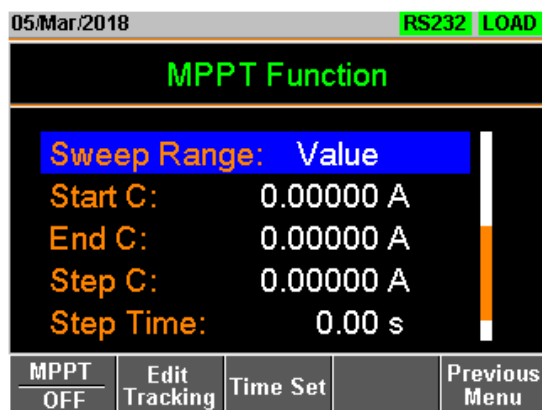 05/Mar/2018 RS232 LOAD
MPPT Function
Sweep Range: Value
Start C: 0.00000 A
End C: 0.00000 A
Step C: 0.00000 A
Step Time: 0.00 s
MPPT OFF Edit Tracking Time Set Previous Menu